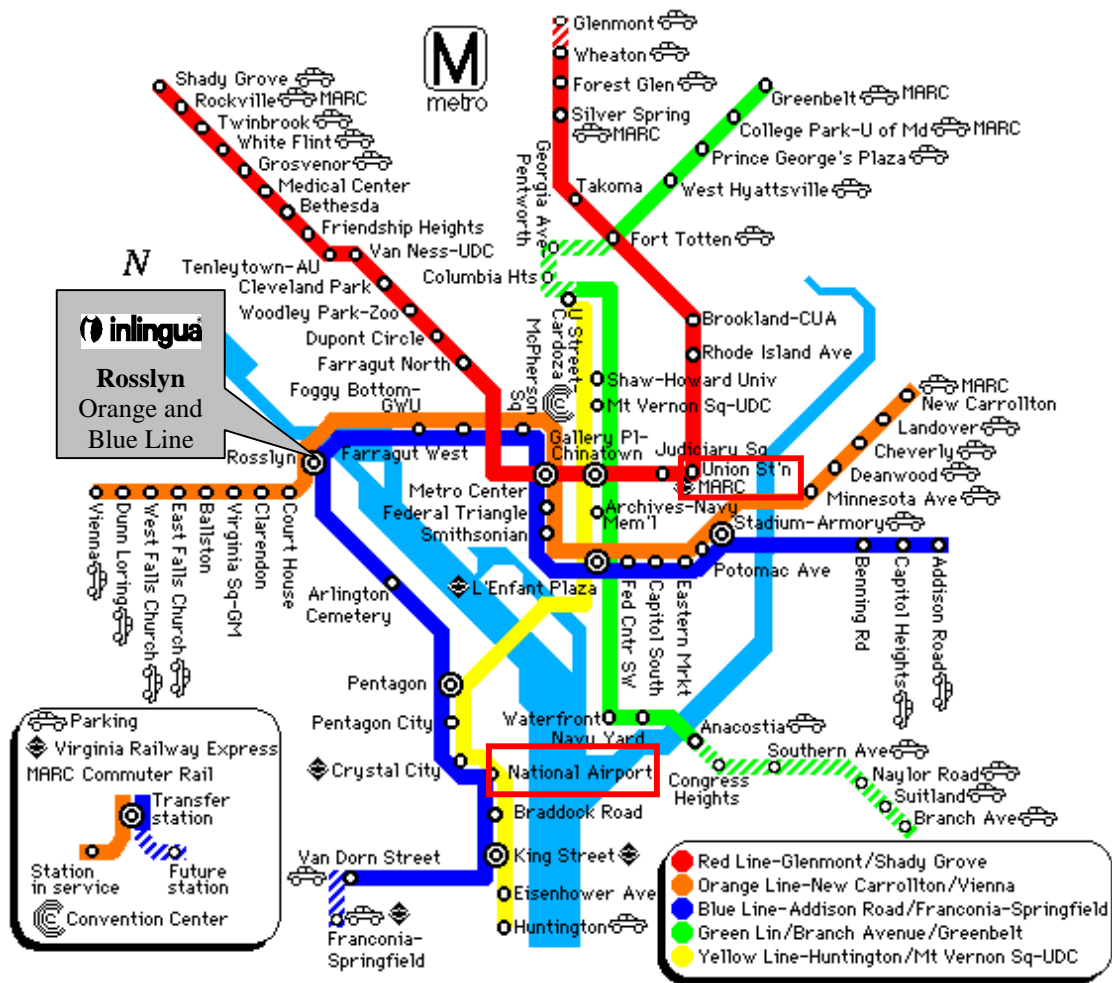 M
metro
Glenmont
Wheaton
Forest Glen
Silver Spring
MARC
Takoma
Shady Grove
Rockville MARC
Twinbrook
White Flint
Grosvenor
Medical Center
Bethesda
Friendship Heights
Van Ness-UDC
Tenleytown-AU
Cleveland Park
Woodley Park-Zoo
Dupont Circle
Farragut North
Greenbelt MARC
College Park-U of Md MARC
Prince George's Plaza
West Hyattsville
Fort Totten
Georgia Ave
Pentworth
Columbia Hts
U Street
Cardoza
McPherson
Sq
N
inlingua
Rosslyn
Orange and
Blue Line
Brookland-CUA
Rhode Island Ave
Shaw-Howard Univ
Mt Vernon Sq-UDC
Foggy Bottom-
GWU
Farragut West
Rosslyn
Gallery Pl-
Chinatown
Judiciary Sq
Union St'n
MARC
MARC
New Carrollton
Landover
Cheverly
Deanwood
Minnesota Ave
Stadium-Armory
Metro Center
Federal Triangle
Smithsonian
Archives-Navy
Mem'l
L'Enfant Plaza
Potomac Ave
Vienna
Dunn Loring
West Falls Church
East Falls Church
Ballston
Virginia Sq-GM
Clarendon
Court House
Arlington
Cemetery
Fed Cntr SW
Capitol South
Eastern Mrkt
Benning Rd
Capitol Heights
Addison Road
Pentagon
Pentagon City
Crystal City
National Airport
Braddock Road
King Street
Eisenhower Ave
Huntington
Van Dorn Street
Franconia-
Springfield
Waterfront
Navy Yard
Anacostia
Congress
Heights
Southern Ave
Naylor Road
Suitland
Branch Ave
Parking
Virginia Railway Express
MARC Commuter Rail
Transfer
station
Station
in service
Future
station
Convention Center
Red Line-Glenmont/Shady Grove
Orange Line-New Carrollton/Vienna
Blue Line-Addison Road/Franconia-Springfield
Green Lin/Branch Avenue/Greenbelt
Yellow Line-Huntington/Mt Vernon Sq-UDC